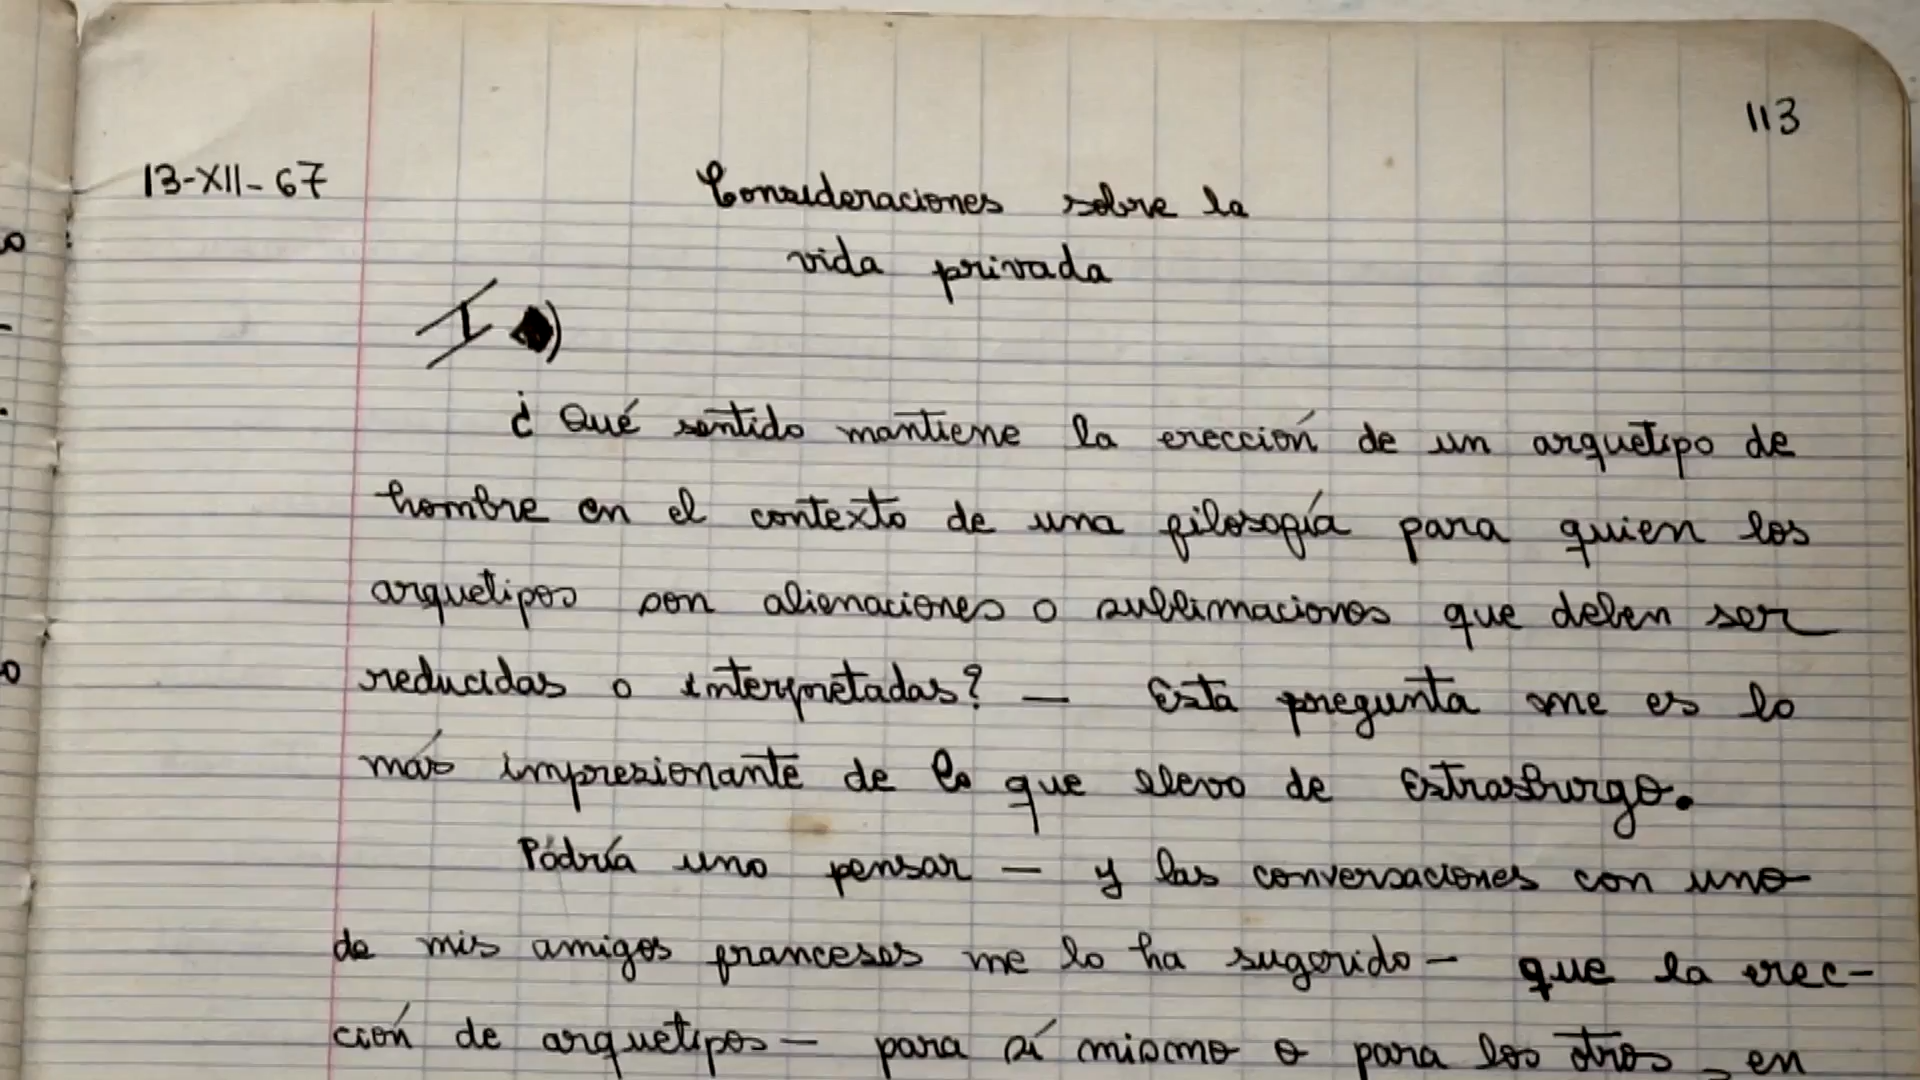 113
13-XII-67
Consideraciones sobre la
vida privada
I )
¿Qué sentido mantiene la erección de un arquetipo de
hombre en el contexto de una filosofía para quien los
arquetipos son alienaciones o sublimaciones que deben ser
reducidas o interpretadas? — Esta pregunta me es lo
más impresionante de lo que llevo de Estrasburgo.
Pódría uno pensar — y las conversaciones con uno
de mis amigos franceses me lo ha sugerido — que la erec-
ción de arquetipos — para sí mismo o para los otros, en